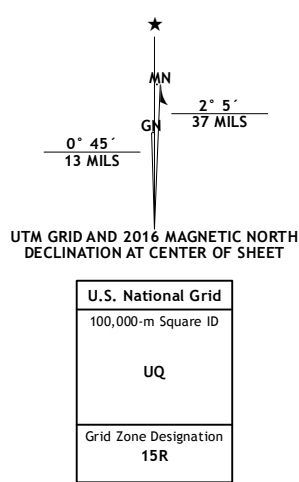 MN
GN
2° 5´
37 MILS
0° 45´
13 MILS
UTM GRID AND 2016 MAGNETIC NORTH
DECLINATION AT CENTER OF SHEET
U.S. National Grid
100,000-m Square ID
UQ
Grid Zone Designation
15R